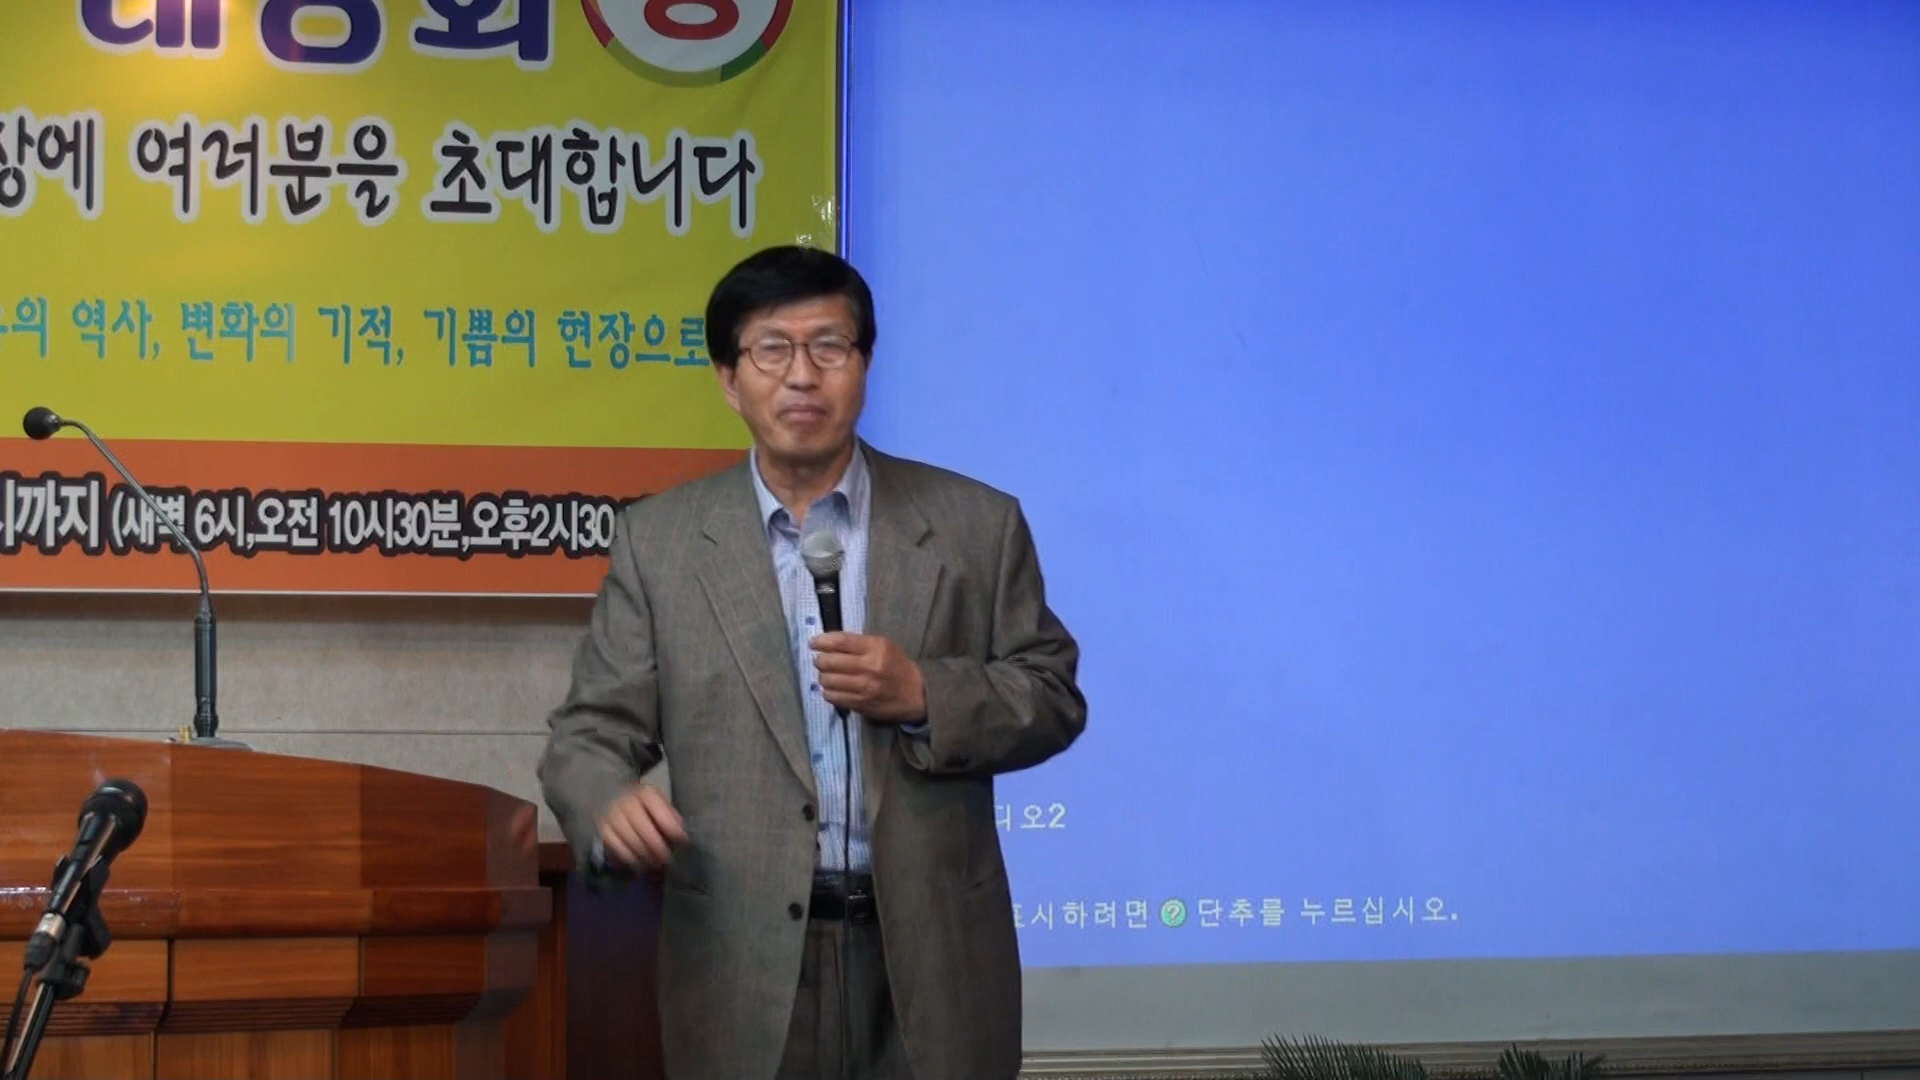 장에 여러분을 초대합니다
의 역사, 변화의 기적, 기쁨의 현장으로
시까지 (새벽 6시,오전 10시30분,오후2시30
디오2
표시하려면 ? 단추를 누르십시오.